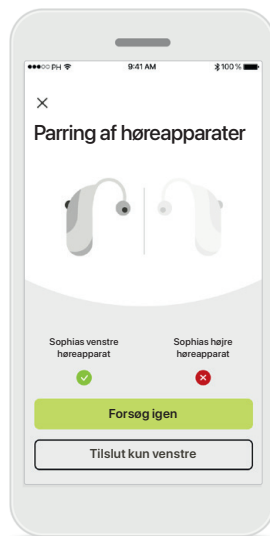 PH 9:41 AM 100%
Parring af høreapparater
Sophias venstre
høreapparat
Sophias højre
høreapparat
Forsøg igen
Tilslut kun venstre